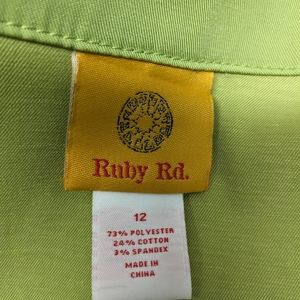 Ruby Rd.
12
73% POLYESTER
24% COTTON
3% SPANDEX
MADE IN
CHINA